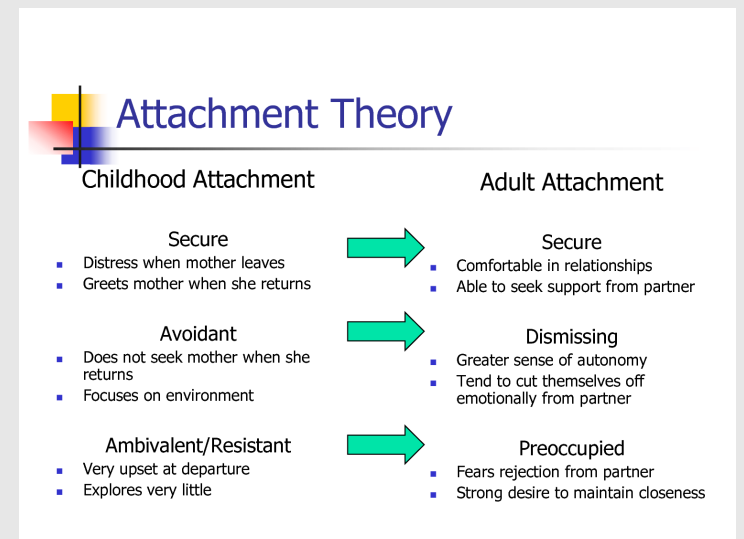 Attachment Theory
Childhood Attachment
Secure
Distress when mother leaves
Greets mother when she returns
Avoidant
Does not seek mother when she
returns
Focuses on environment
Ambivalent/Resistant
Very upset at departure
Explores very little
Adult Attachment
Secure
Comfortable in relationships
Able to seek support from partner
Dismissing
Greater sense of autonomy
Tend to cut themselves off
emotionally from partner
Preoccupied
Fears rejection from partner
Strong desire to maintain closeness